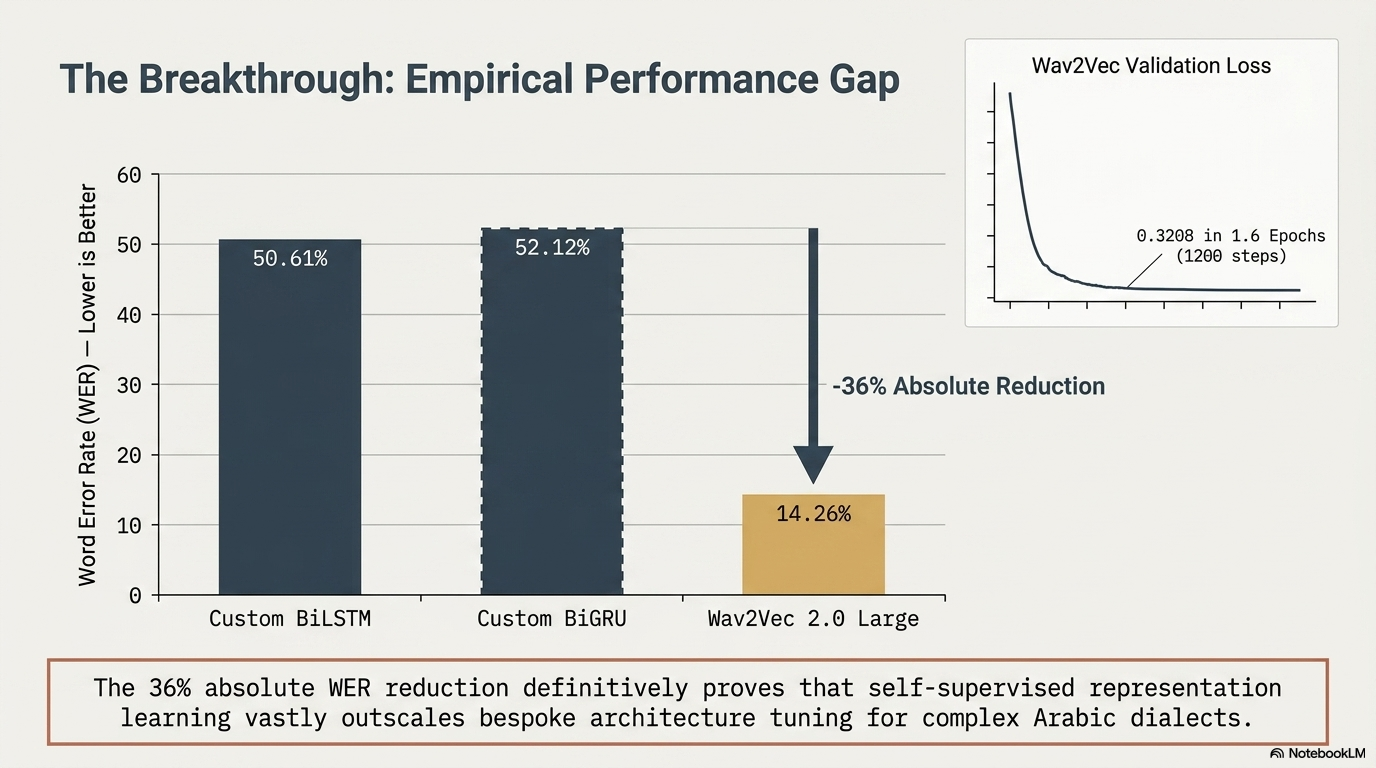 The Breakthrough: Empirical Performance Gap
Word Error Rate (WER) — Lower is Better
60
50
40
30
20
10
0
50.61%
52.12%
14.26%
-36% Absolute Reduction
Custom BiLSTM
Custom BiGRU
Wav2Vec 2.0 Large
Wav2Vec Validation Loss
0.3208 in 1.6 Epochs
(1200 steps)
The 36% absolute WER reduction definitively proves that self-supervised representation
learning vastly outscales bespoke architecture tuning for complex Arabic dialects.
NotebookLM